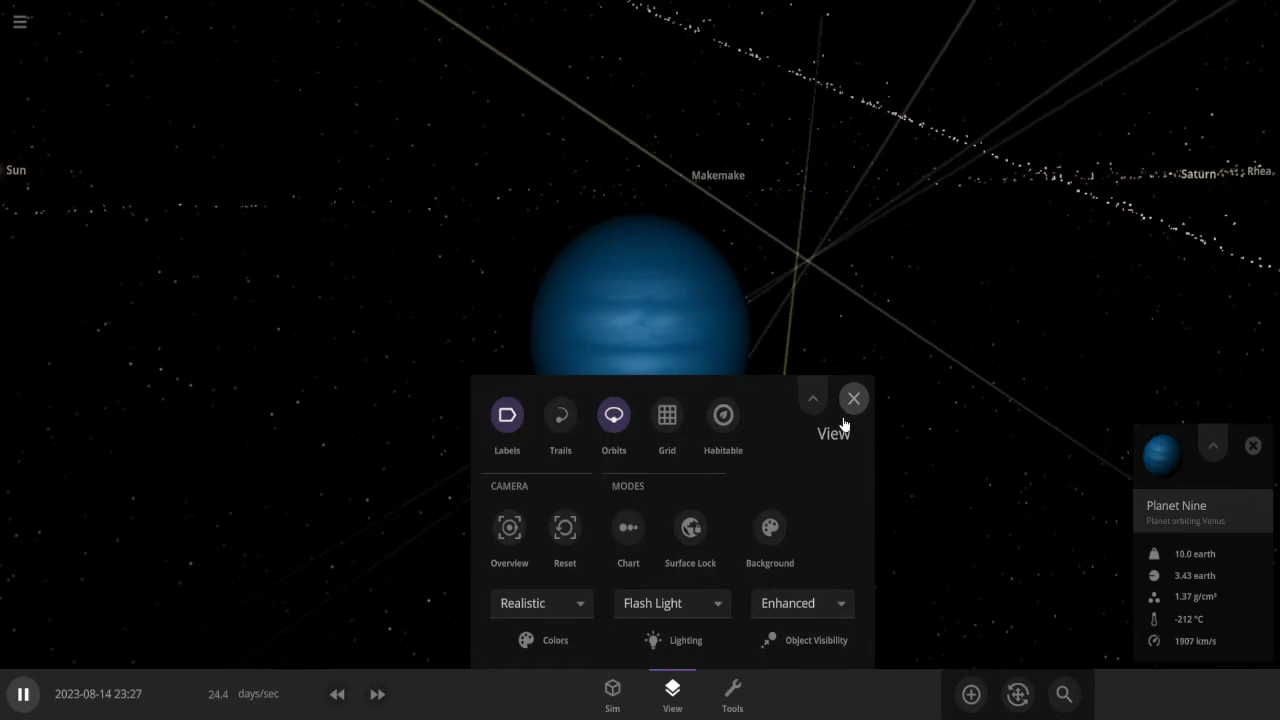 Sun
Makemake
Saturn
Rhea
Labels
Trails
Orbits
Grid
Habitable
View
CAMERA
MODES
Overview
Reset
Chart
Surface Lock
Background
Realistic
Flash Light
Enhanced
Colors
Lighting
Object Visibility
Planet Nine
Planet orbiting Venus
10.0 earth
3.43 earth
1.37 g/cm³
-212 °C
1907 km/s
2023-08-14 23:27
24.4 days/sec
Sim
View
Tools